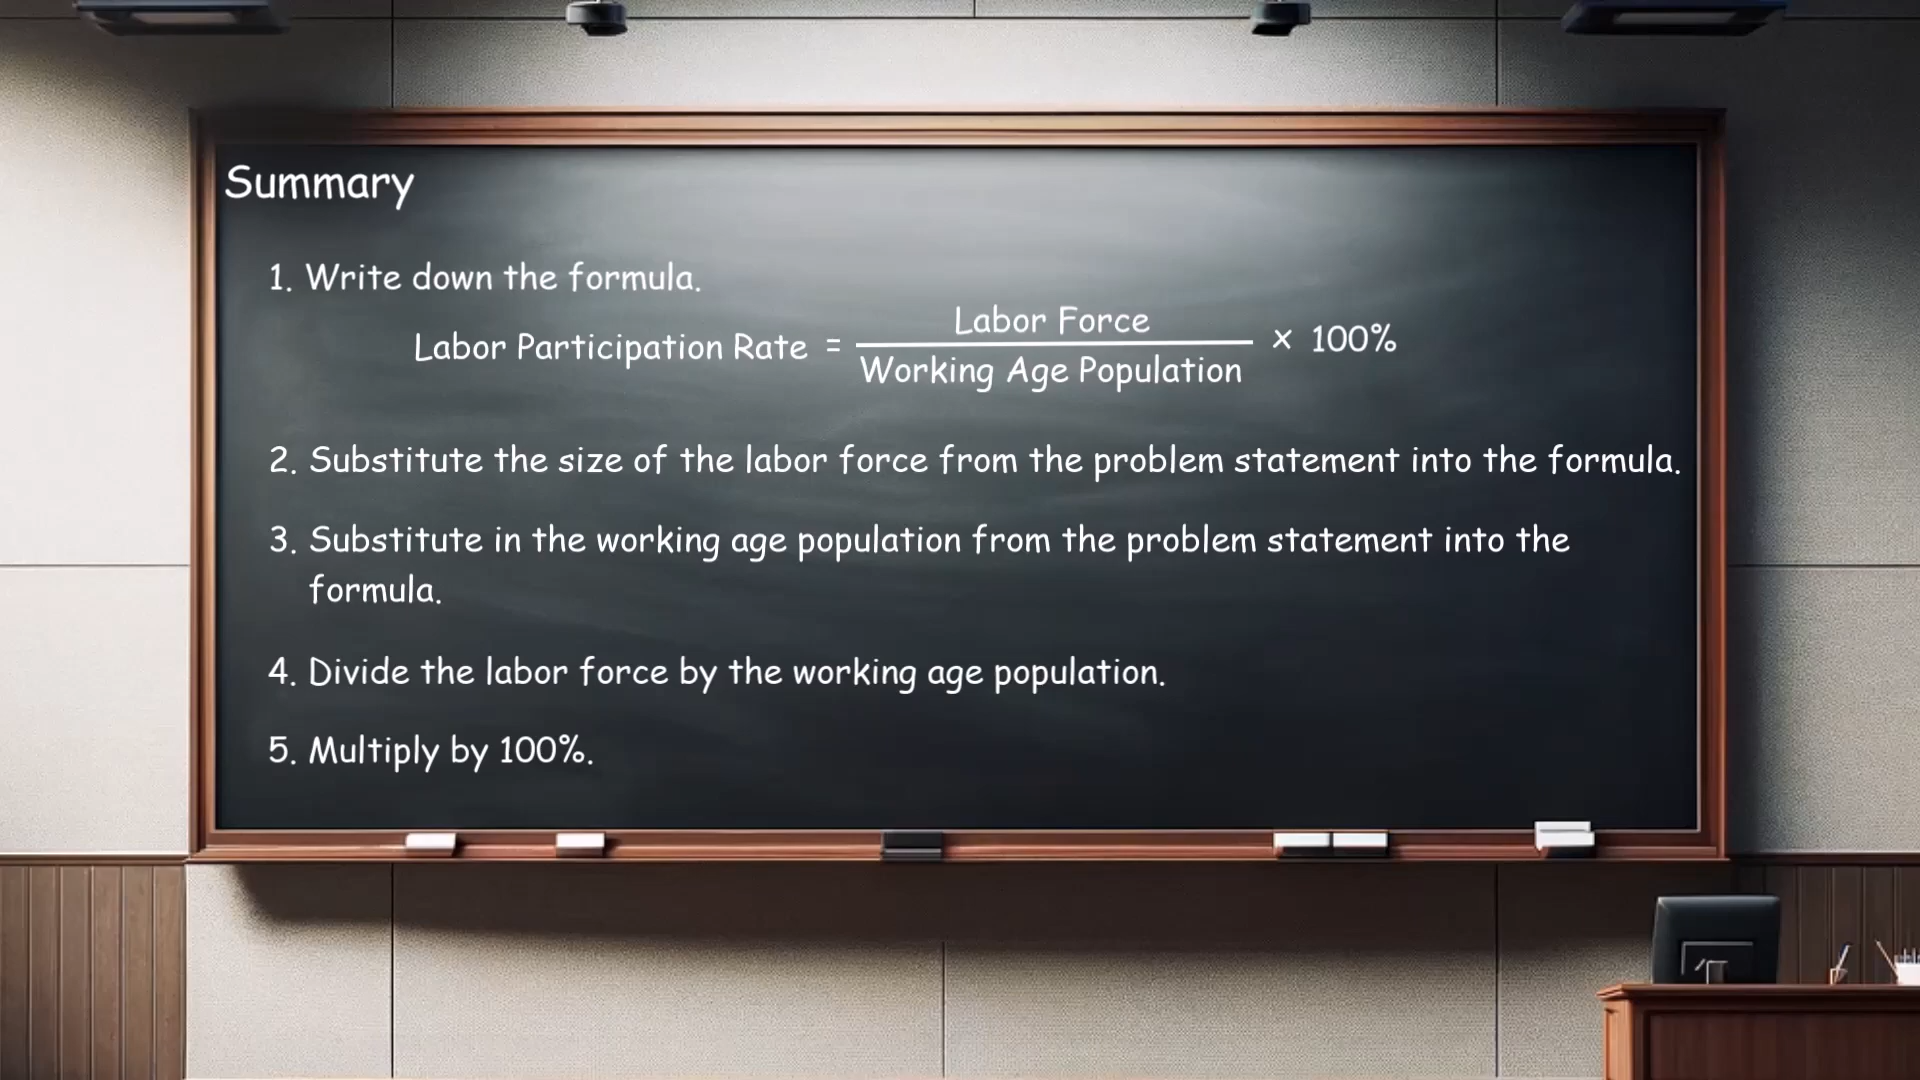 Summary
1. Write down the formula.
Labor Participation Rate = Labor Force / Working Age Population × 100%
2. Substitute the size of the labor force from the problem statement into the formula.
3. Substitute in the working age population from the problem statement into the
formula.
4. Divide the labor force by the working age population.
5. Multiply by 100%.